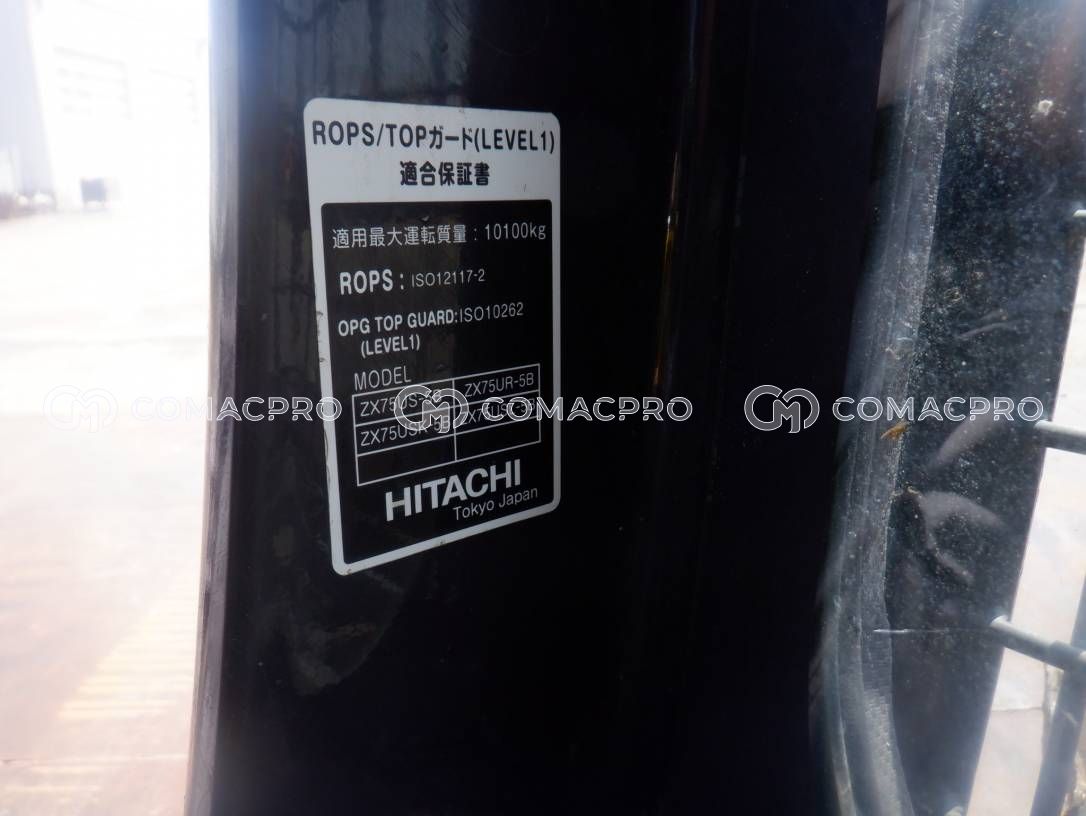 ROPS/TOPガード(LEVEL1)
適合保証書
適用最大運転質量 : 10100kg
ROPS : ISO12117-2
OPG TOP GUARD:ISO10262
(LEVEL1)
MODEL
ZX75UR-5B
ZX75USK-5B
HITACHI
Tokyo Japan
COMACPRO COMACPRO COMACPRO